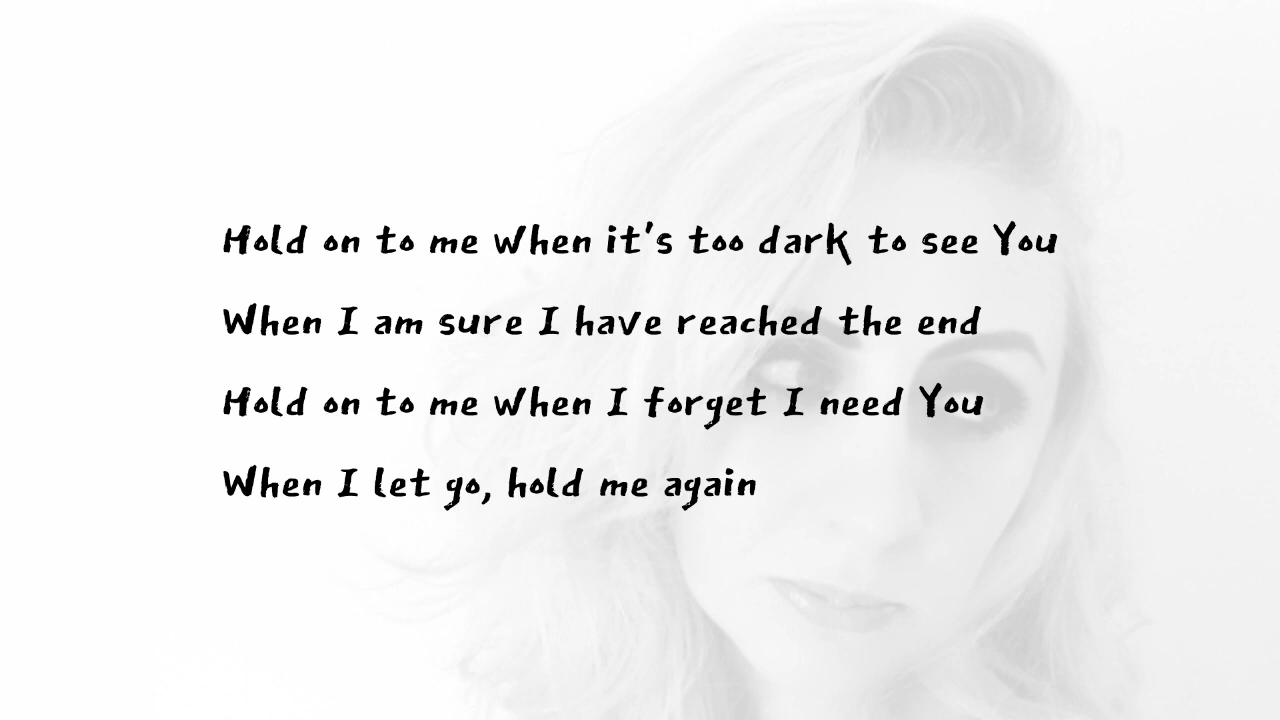 Hold on to me when it's too dark to see You
When I am sure I have reached the end
Hold on to me when I forget I need You
When I let go, hold me again